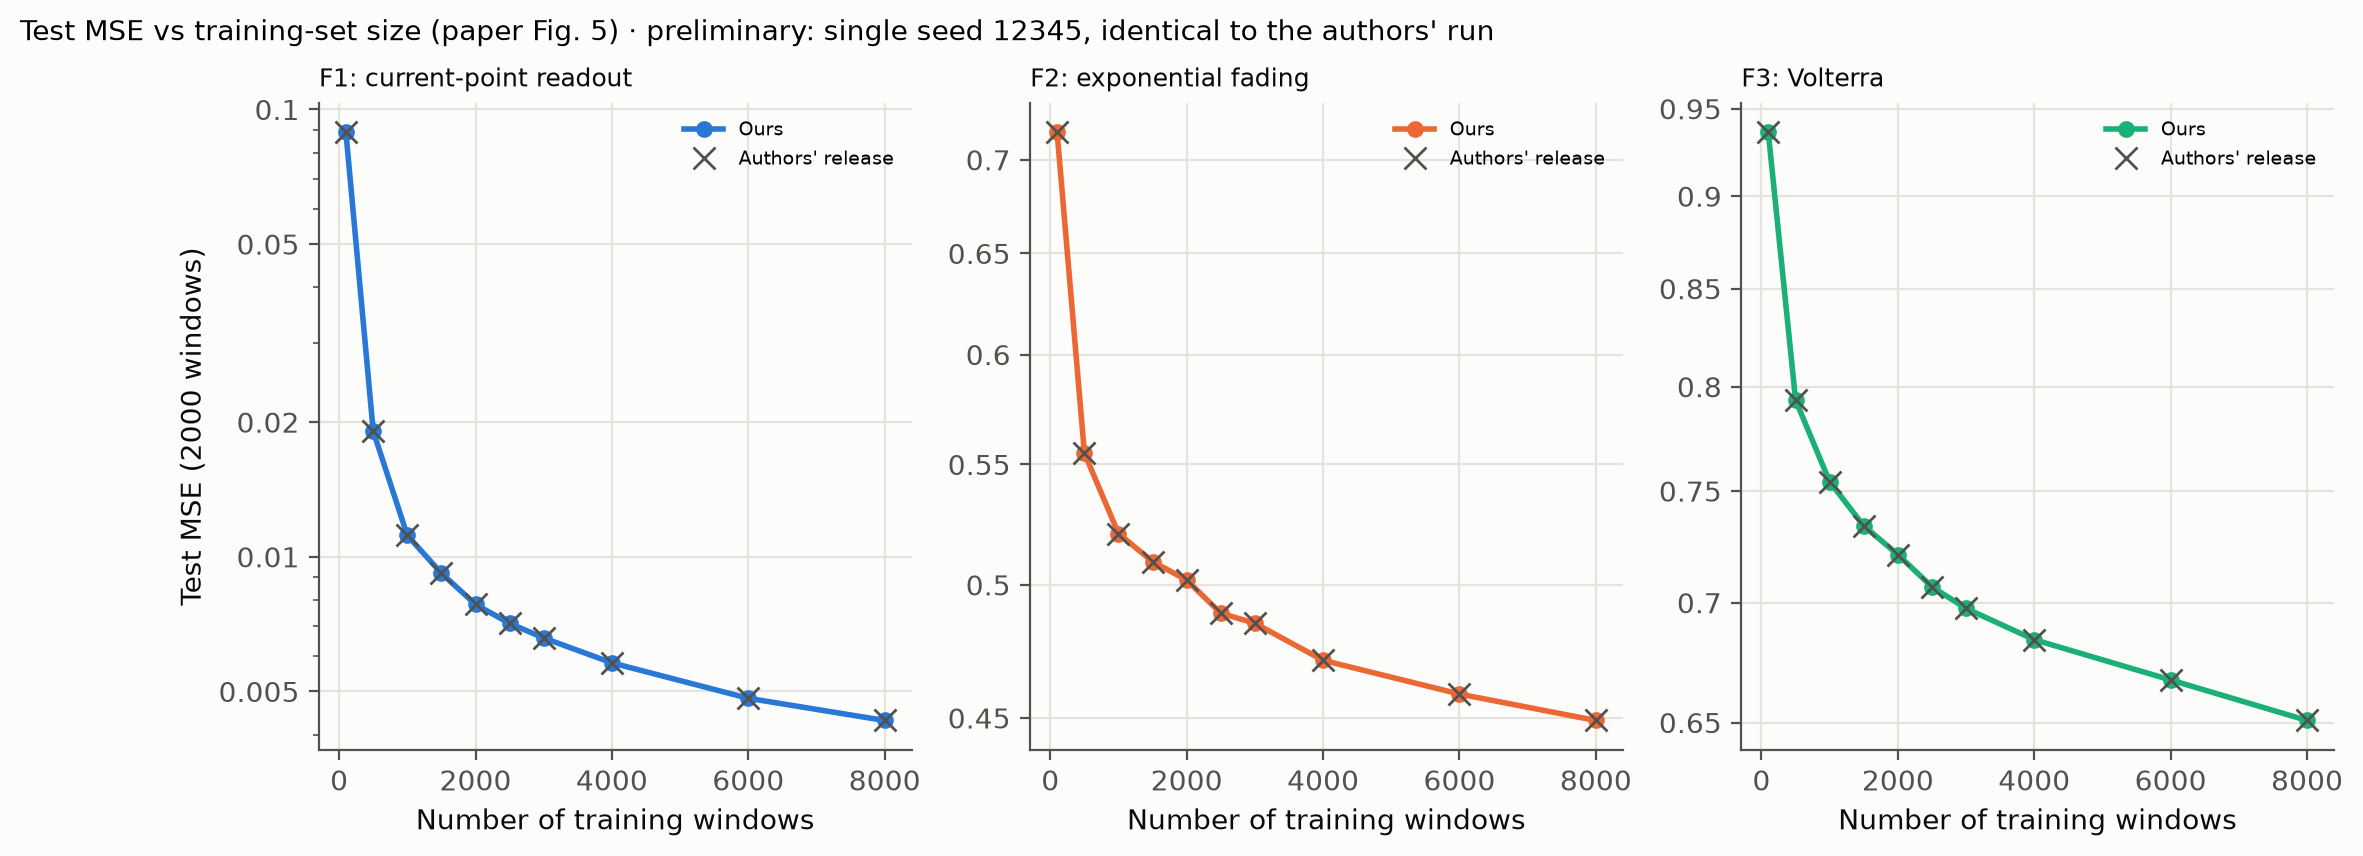 Test MSE vs training-set size (paper Fig. 5) · preliminary: single seed 12345, identical to the authors' run
F1: current-point readout
Ours
Authors' release
Test MSE (2000 windows)
0.1
0.05
0.02
0.01
0.005
0
2000
4000
6000
8000
Number of training windows
F2: exponential fading
Ours
Authors' release
0.7
0.65
0.6
0.55
0.5
0.45
0
2000
4000
6000
8000
Number of training windows
F3: Volterra
Ours
Authors' release
0.95
0.9
0.85
0.8
0.75
0.7
0.65
0
2000
4000
6000
8000
Number of training windows